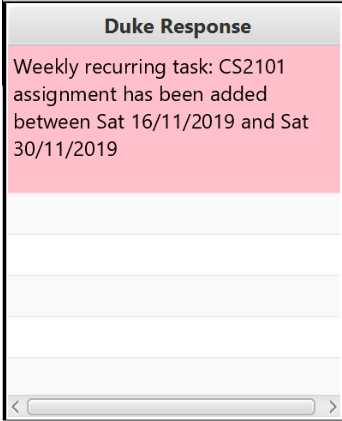 Duke Response
Weekly recurring task: CS2101
assignment has been added
between Sat 16/11/2019 and Sat
30/11/2019